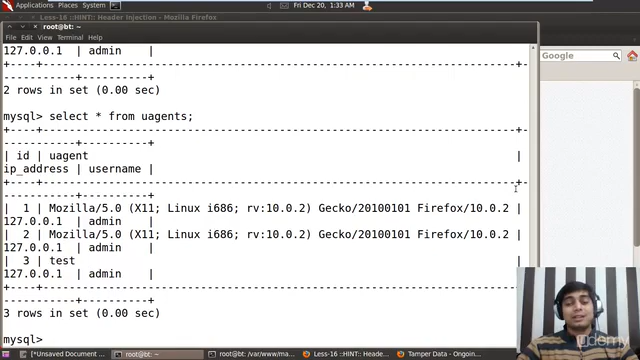 Applications Places System
Fri Dec 20, 1:33 AM
Less-16 ::HINT:: Header Injection - Mozilla Firefox
root@bt: ~
File Edit View Terminal Help
Google
127.0.0.1 | admin |
+----+-----------------------------------------------------------------+-
-----------+----------+
2 rows in set (0.00 sec)
mysql> select * from uagents;
+----+-----------------------------------------------------------------+-
-----------+----------+
| id | uagent |
ip_address | username |
+----+-----------------------------------------------------------------+-
-----------+----------+
| 1 | Mozilla/5.0 (X11; Linux i686; rv:10.0.2) Gecko/20100101 Firefox/10.0.2 |
127.0.0.1 | admin |
| 2 | Mozilla/5.0 (X11; Linux i686; rv:10.0.2) Gecko/20100101 Firefox/10.0.2 |
127.0.0.1 | admin |
| 3 | test |
127.0.0.1 | admin |
+----+-----------------------------------------------------------------+-
-----------+----------+
3 rows in set (0.00 sec)
mysql>
udemy
[*Unsaved Document ...
root@bt: ~
root@bt: /var/www/ma...
Less-16 ::HINT:: Heade...
Tamper Data - Ongoin...